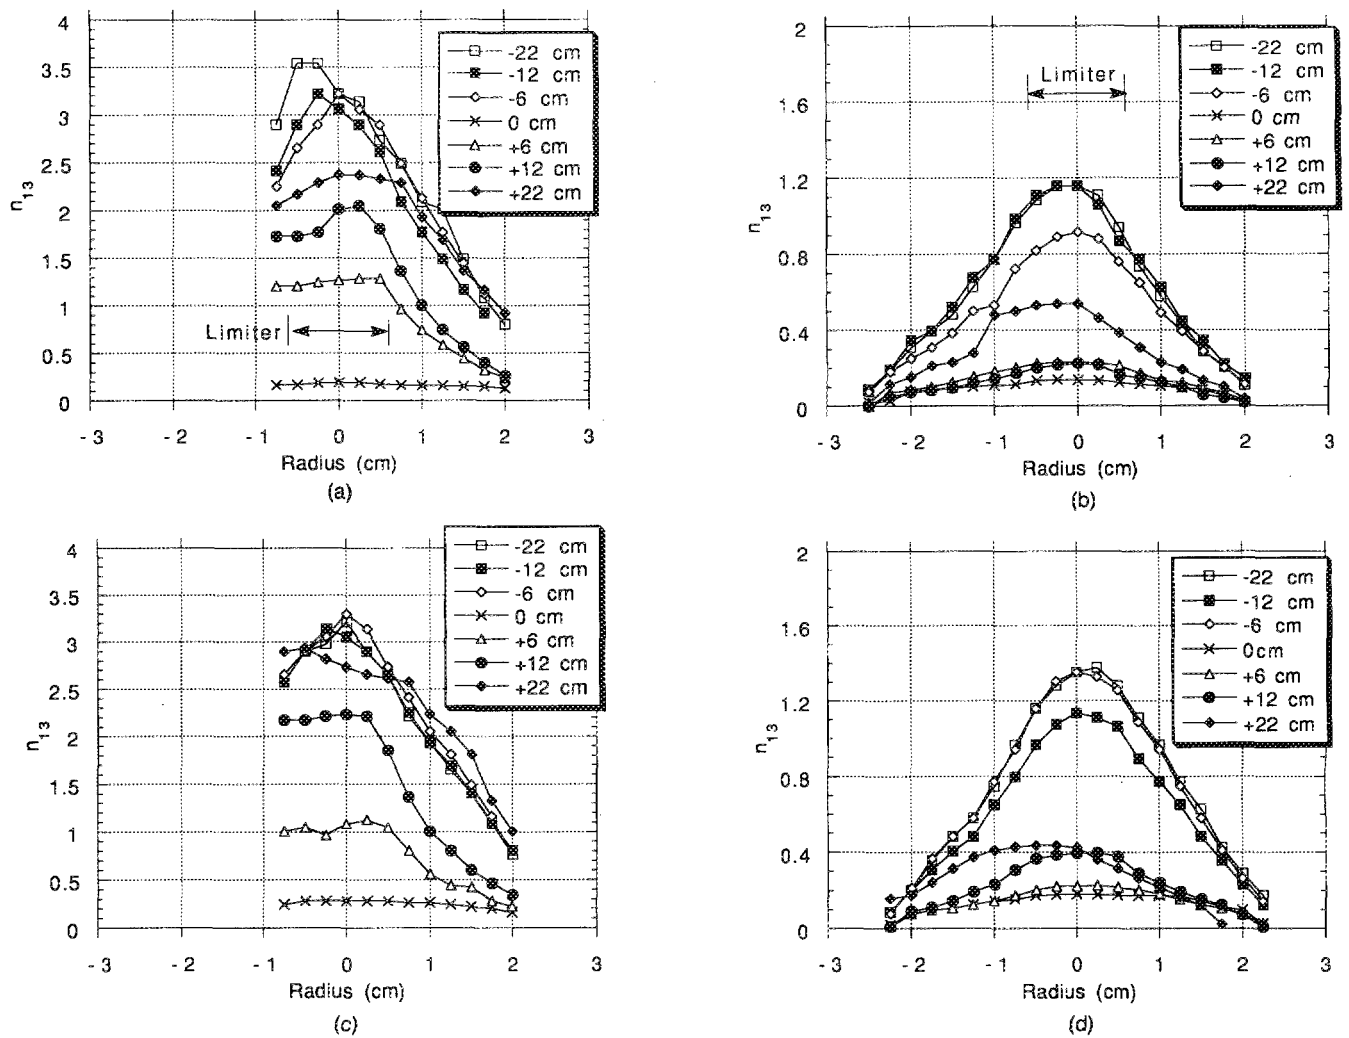 4
3.5
3
2.5
2
1.5
1
0.5
0
n13
-22 cm
-12 cm
-6 cm
0 cm
+6 cm
+12 cm
+22 cm
Limiter
-3 -2 -1 0 1 2 3
Radius (cm)
(a)
2
1.6
1.2
0.8
0.4
0
n13
-22 cm
-12 cm
-6 cm
0 cm
+6 cm
+12 cm
+22 cm
Limiter
-3 -2 -1 0 1 2 3
Radius (cm)
(b)
4
3.5
3
2.5
2
1.5
1
0.5
0
n13
-22 cm
-12 cm
-6 cm
0 cm
+6 cm
+12 cm
+22 cm
-3 -2 -1 0 1 2 3
Radius (cm)
(c)
2
1.6
1.2
0.8
0.4
0
n13
-22 cm
-12 cm
-6 cm
0cm
+6 cm
+12 cm
+22 cm
-3 -2 -1 0 1 2 3
Radius (cm)
(d)